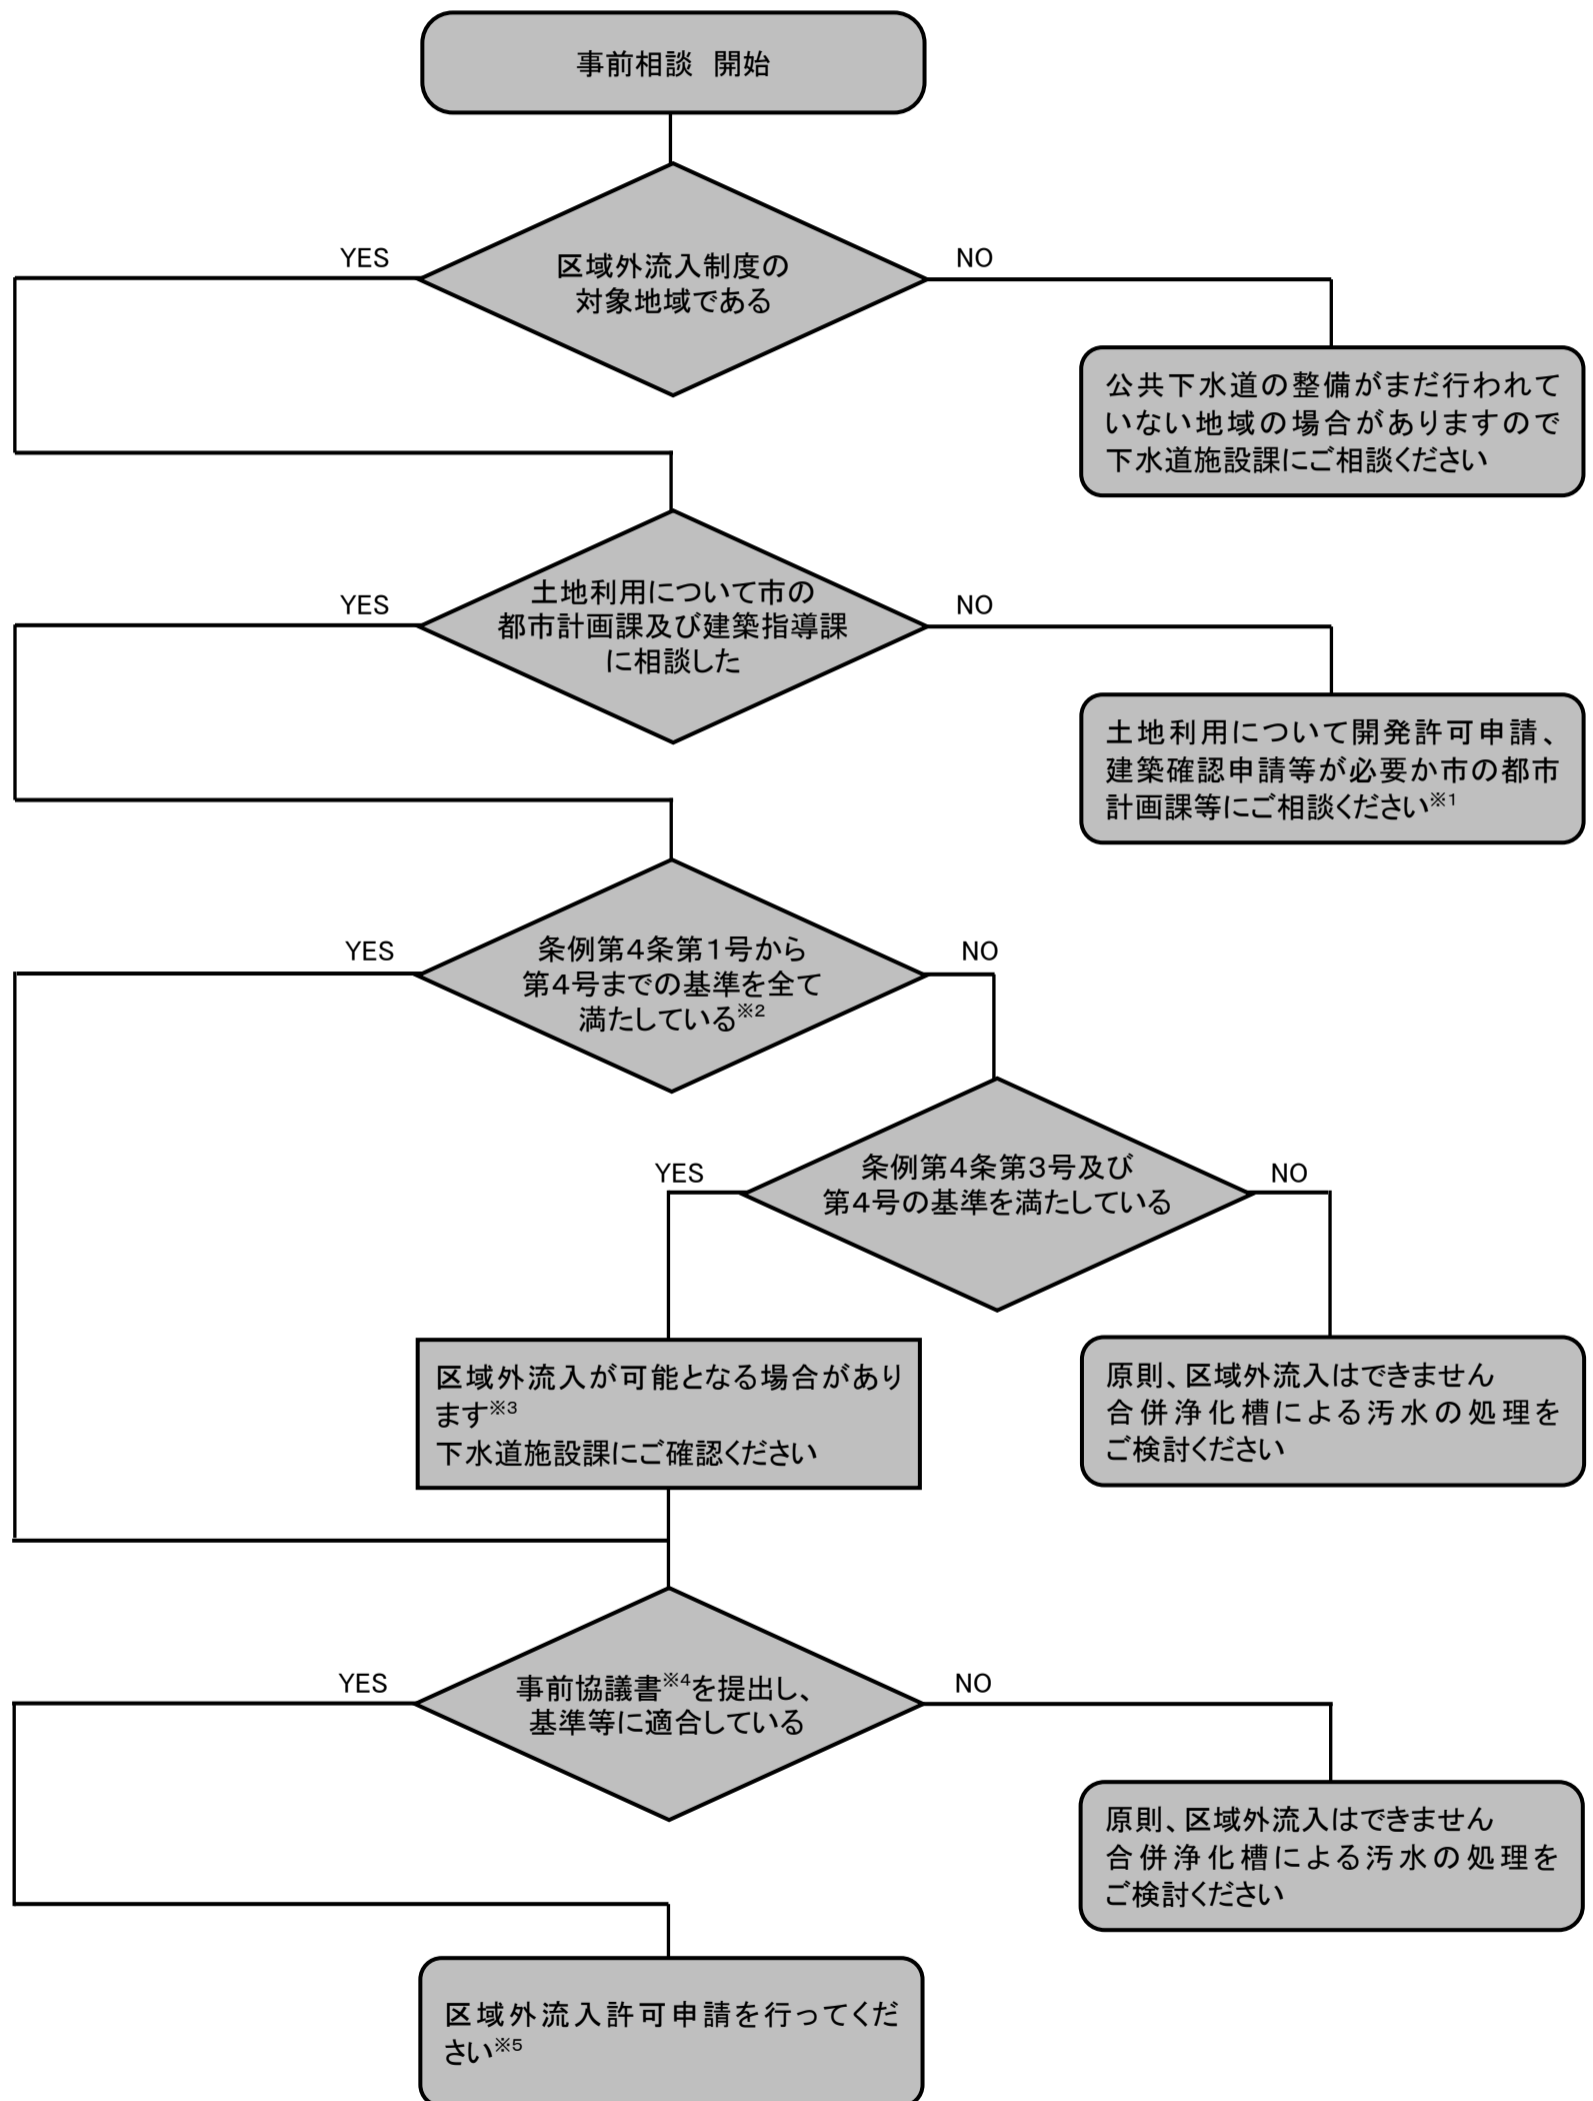 事前相談　開始
YES
区域外流入制度の
対象地域である
NO
公共下水道の整備がまだ行われて
いない地域の場合がありますので
下水道施設課にご相談ください
YES
土地利用について市の
都市計画課及び建築指導課
に相談した
NO
土地利用について開発許可申請、
建築確認申請等が必要か市の都市
計画課等にご相談ください※1
YES
条例第4条第1号から
第4号までの基準を全て
満たしている※2
NO
YES
条例第4条第3号及び
第4号の基準を満たしている
NO
区域外流入が可能となる場合があり
ます※3
下水道施設課にご確認ください
原則、区域外流入はできません
合併浄化槽による汚水の処理を
ご検討ください
YES
事前協議書※4を提出し、
基準等に適合している
NO
原則、区域外流入はできません
合併浄化槽による汚水の処理を
ご検討ください
区域外流入許可申請を行ってくだ
さい※5